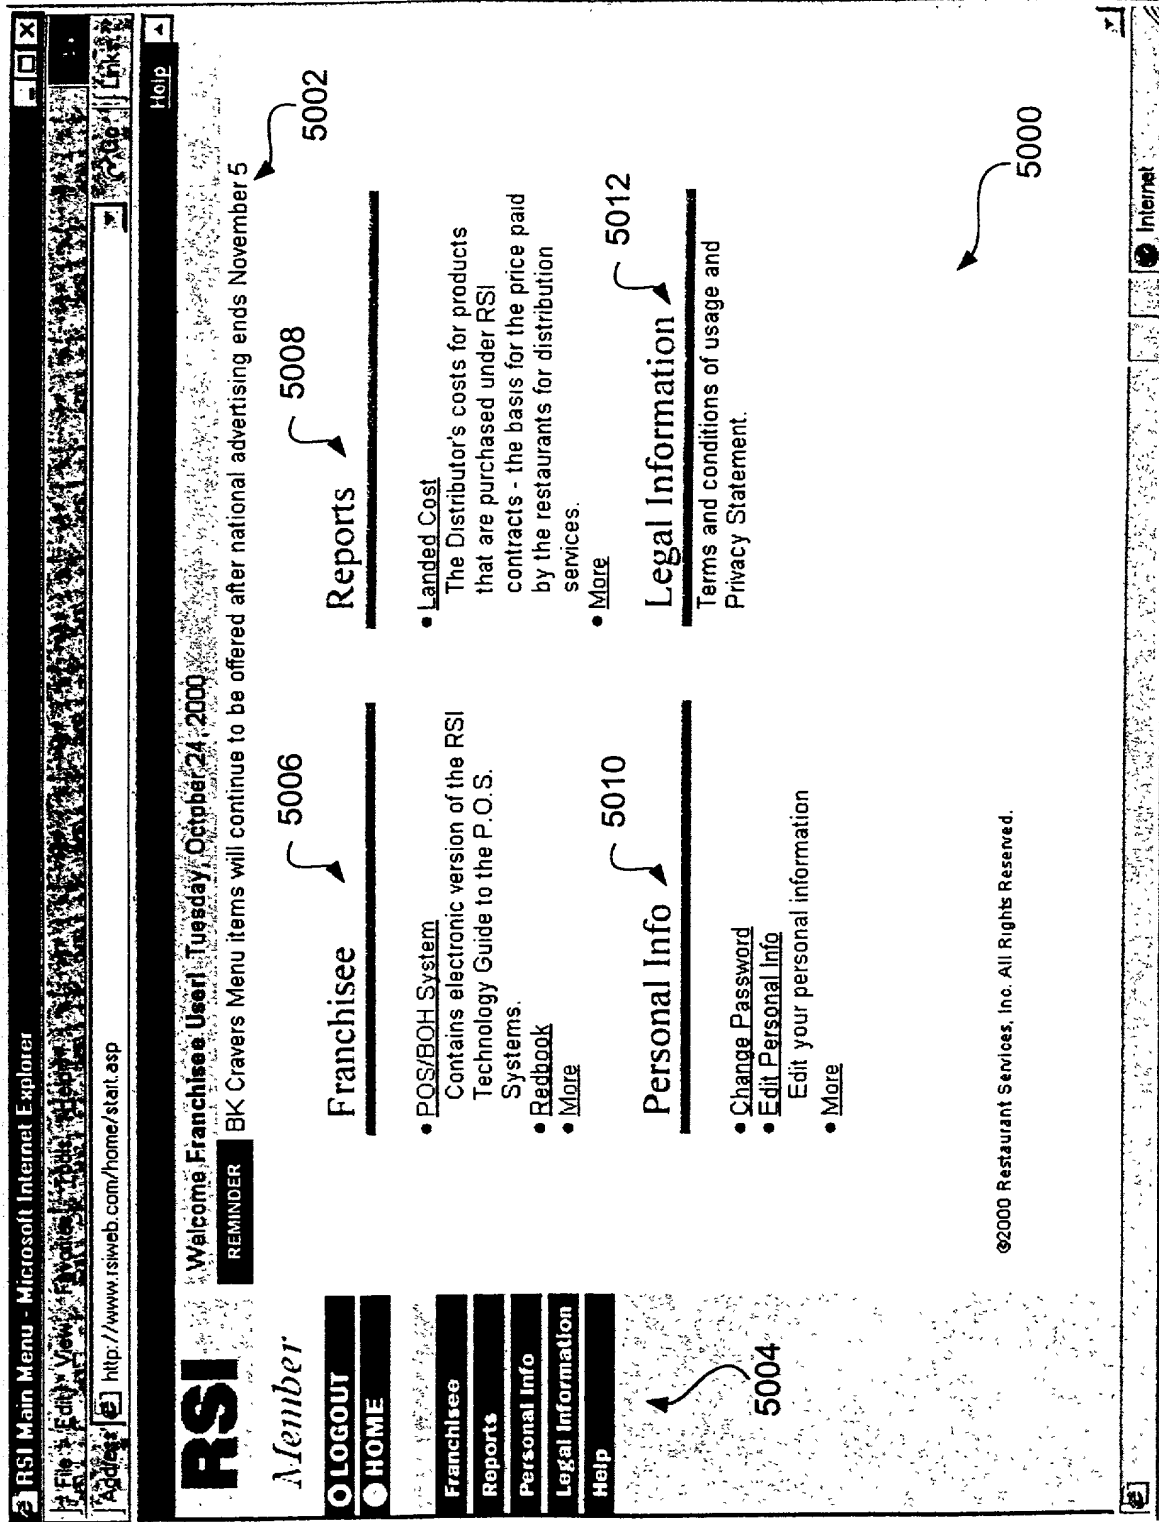 RSI Main Menu - Microsoft Internet Explorer
File Edit View Favorites Tools Help
Address http://www.rsiweb.com/home/start.asp Go Links
Help
RSI
Welcome Franchisee User! Tuesday, October 24, 2000
REMINDER BK Cravers Menu items will continue to be offered after national advertising ends November 5
5002
Member
LOGOUT
HOME
Franchisee
Reports
Personal Info
Legal Information
Help
5004
5006
Franchisee
• POS/BOH System
Contains electronic version of the RSI
Technology Guide to the P.O.S.
Systems.
• Redbook
• More
5008
Reports
• Landed Cost
The Distributor's costs for products
that are purchased under RSI
contracts - the basis for the price paid
by the restaurants for distribution
services.
• More
5010
Personal Info
• Change Password
• Edit Personal Info
Edit your personal information
• More
5012
Legal Information
Terms and conditions of usage and
Privacy Statement.
5000
©2000 Restaurant Services, Inc. All Rights Reserved.
Internet